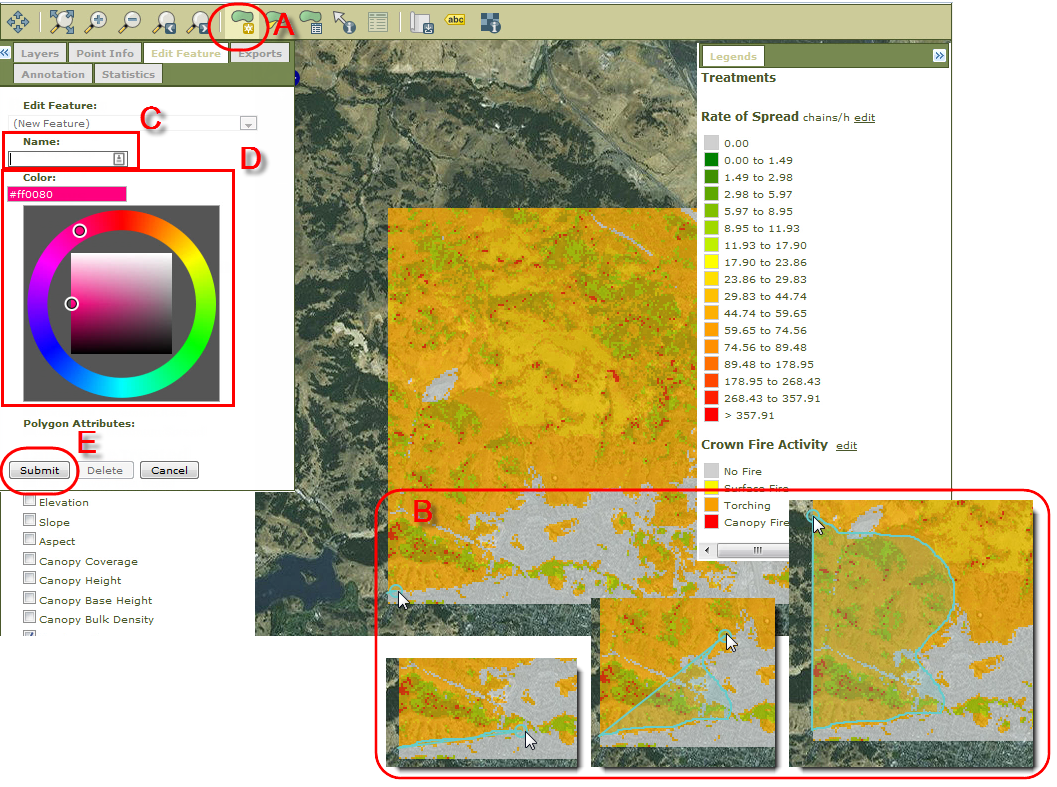 abc
A
Layers
Point Info
Edit Feature
Exports
Annotation
Statistics
Edit Feature:
(New Feature)
C
Name:
D
Color:
#ff0080
Polygon Attributes:
E
Submit
Delete
Cancel
Elevation
Slope
Aspect
Canopy Coverage
Canopy Height
Canopy Base Height
Canopy Bulk Density
Legends
Treatments
Rate of Spread chains/h edit
0.00
0.00 to 1.49
1.49 to 2.98
2.98 to 5.97
5.97 to 8.95
8.95 to 11.93
11.93 to 17.90
17.90 to 23.86
23.86 to 29.83
29.83 to 44.74
44.74 to 59.65
59.65 to 74.56
74.56 to 89.48
89.48 to 178.95
178.95 to 268.43
268.43 to 357.91
> 357.91
Crown Fire Activity edit
No Fire
Surface Fire
Torching
Canopy Fire
B